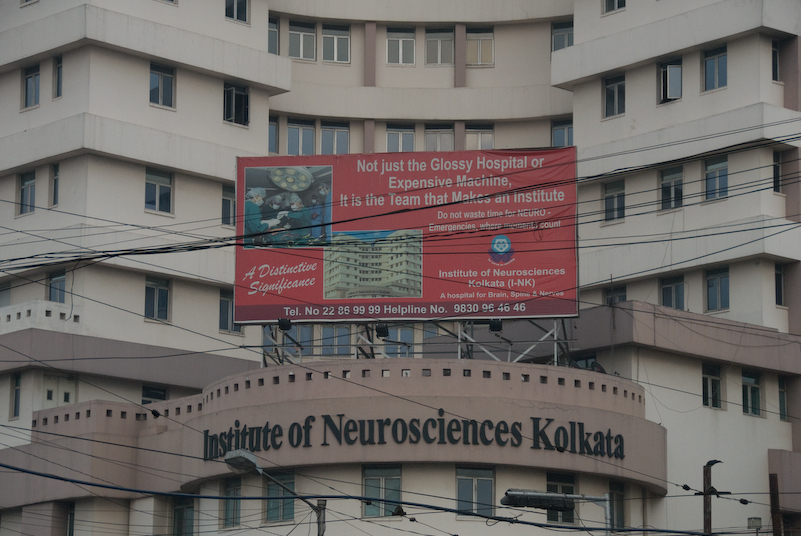 Not just the Glossy Hospital or
Expensive Machine,
It is the Team that Makes an Institute
Do not waste time for NEURO -
Emergencies, where moments count
A Distinctive
Significance
Institute of Neurosciences
Kolkata (I-NK)
A hospital for Brain, Spine & Nerves
Tel. No 22 86 99 99 Helpline No. 9830 96 46 46
Institute of Neurosciences Kolkata